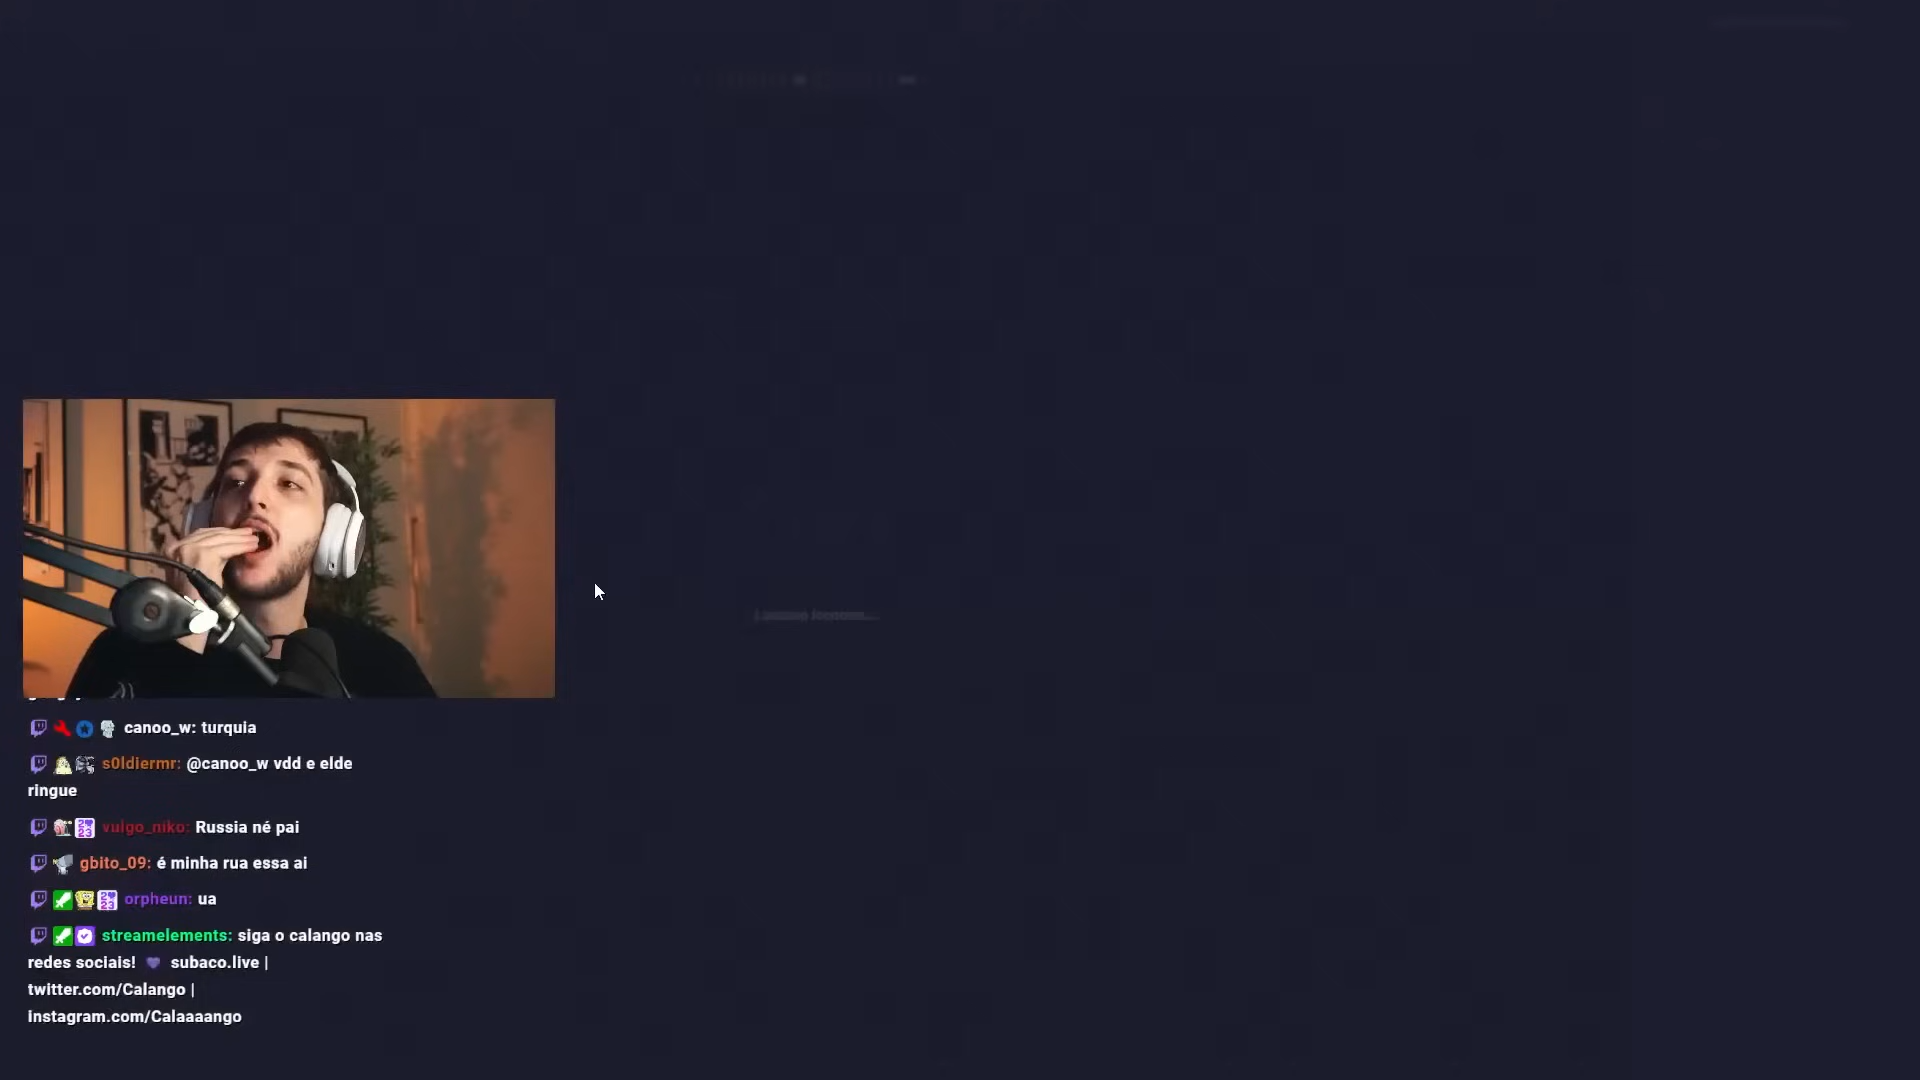 canoo_w: turquia
s0ldiermr: @canoo_w vdd e elde
ringue
vulgo_niko: Russia né pai
gbito_09: é minha rua essa ai
orpheun: ua
streamelements: siga o calango nas
redes sociais! 💜 subaco.live |
twitter.com/Calango |
instagram.com/Calaaaango